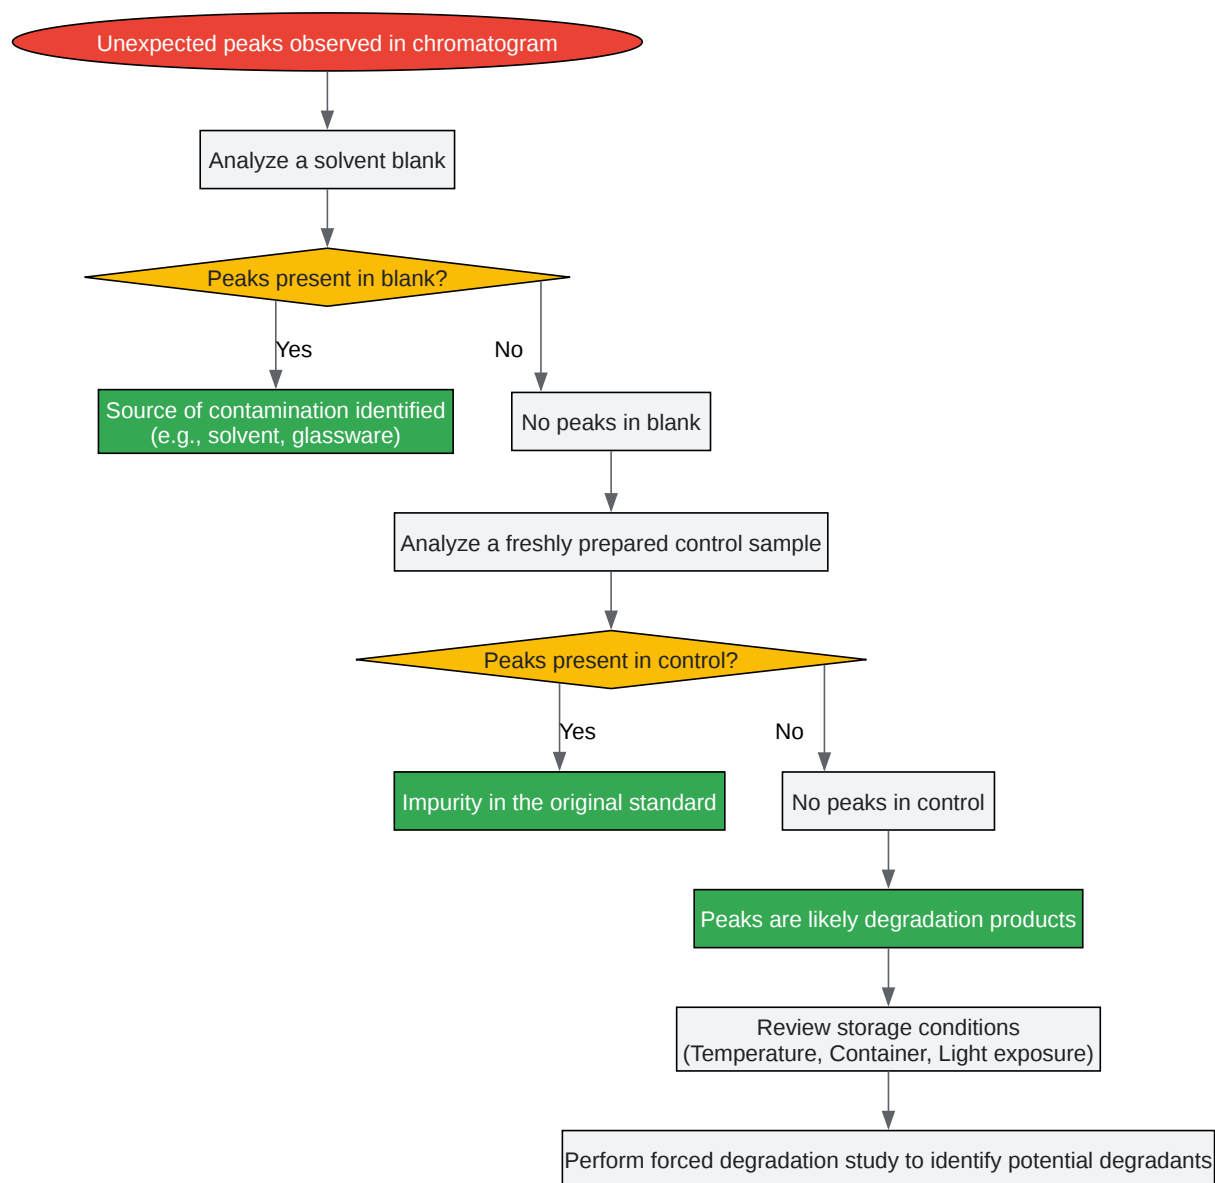 Unexpected peaks observed in chromatogram
Analyze a solvent blank
Peaks present in blank?
Yes
No
Source of contamination identified
(e.g., solvent, glassware)
No peaks in blank
Analyze a freshly prepared control sample
Peaks present in control?
Yes
No
Impurity in the original standard
No peaks in control
Peaks are likely degradation products
Review storage conditions
(Temperature, Container, Light exposure)
Perform forced degradation study to identify potential degradants